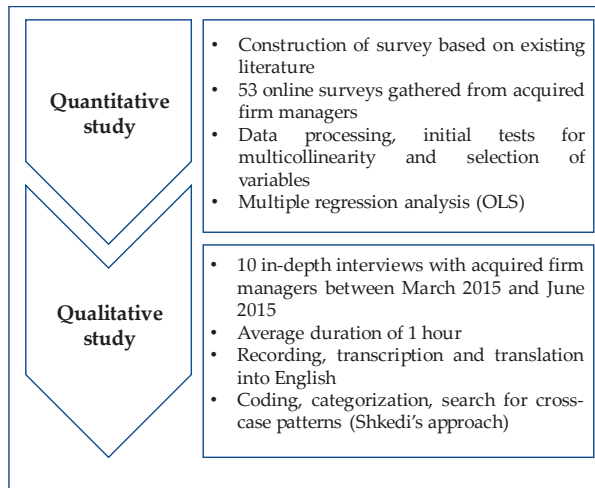 Quantitative
study
• Construction of survey based on existing
literature
• 53 online surveys gathered from acquired
firm managers
• Data processing, initial tests for
multicollinearity and selection of
variables
• Multiple regression analysis (OLS)
Qualitative
study
• 10 in-depth interviews with acquired firm
managers between March 2015 and June
2015
• Average duration of 1 hour
• Recording, transcription and translation
into English
• Coding, categorization, search for cross-
case patterns (Shkedi's approach)